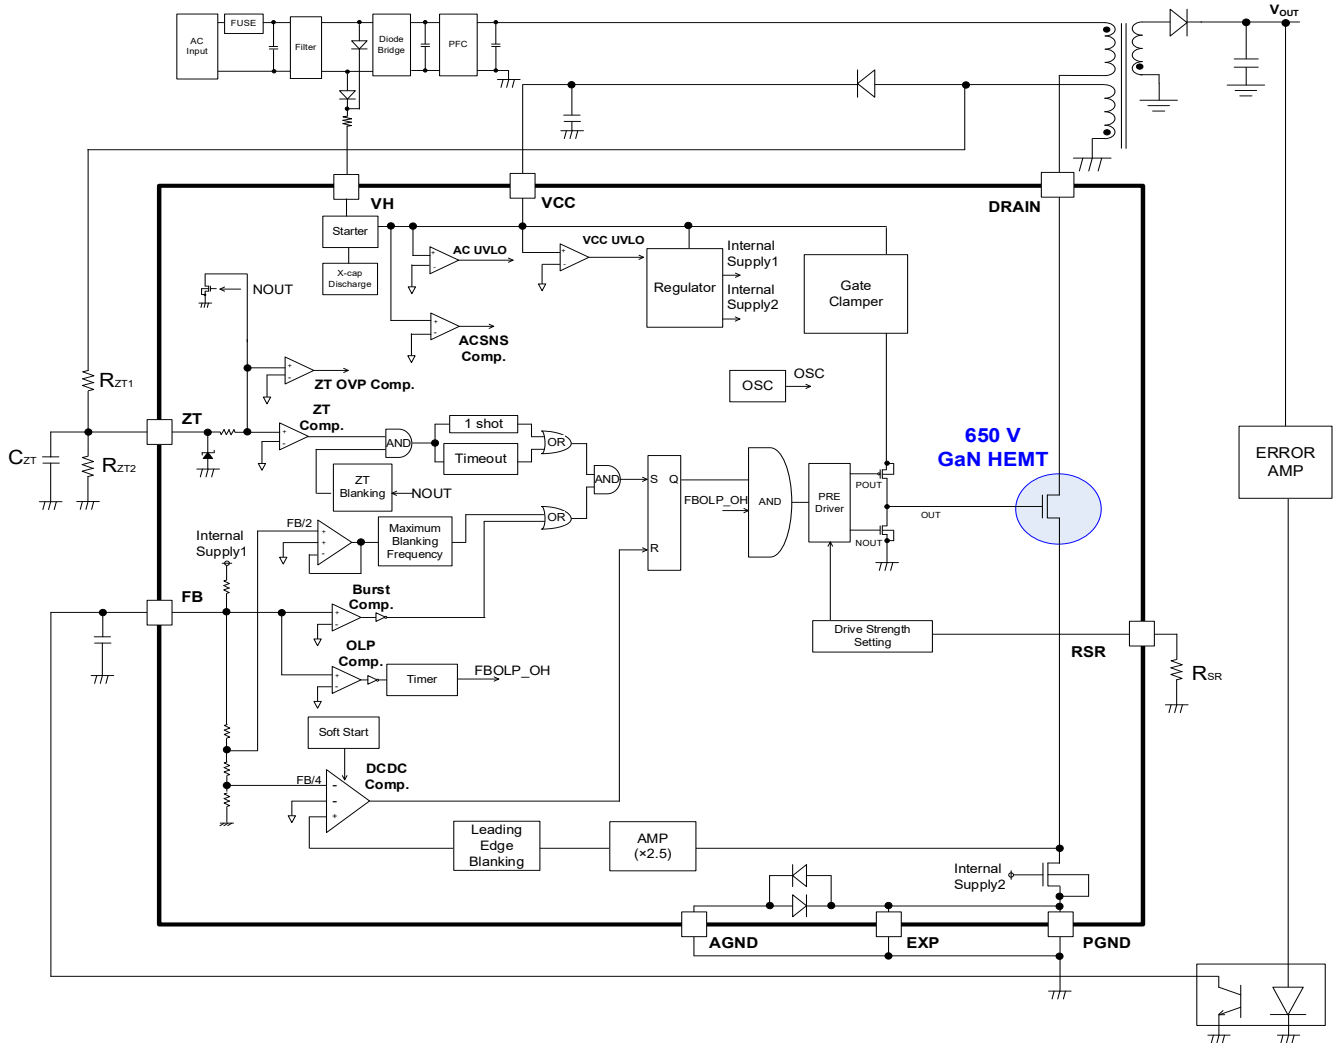 AC
Input
FUSE
Filter
Diode
Bridge
PFC
VOUT
VH
VCC
DRAIN
Starter
X-cap
Discharge
AC UVLO
VCC UVLO
Regulator
Internal
Supply1
Internal
Supply2
Gate
Clamper
NOUT
ACSNS
Comp.
ZT OVP Comp.
OSC
OSC
RZT1
ZT
ZT
Comp.
AND
1 shot
Timeout
OR
CZT
RZT2
ZT
Blanking
NOUT
AND
S
Q
R
FBOLP_OH
AND
PRE
Driver
POUT
NOUT
OUT
650 V
GaN HEMT
ERROR
AMP
FB/2
Maximum
Blanking
Frequency
OR
Internal
Supply1
FB
Burst
Comp.
OLP
Comp.
Timer
FBOLP_OH
Drive Strength
Setting
RSR
RSR
Soft Start
FB/4
DCDC
Comp.
Leading
Edge
Blanking
AMP
(×2.5)
Internal
Supply2
AGND
EXP
PGND
+
-
+
-
+
-
+
-
+
-
+
+
-
+
-
+
-
-
-
+